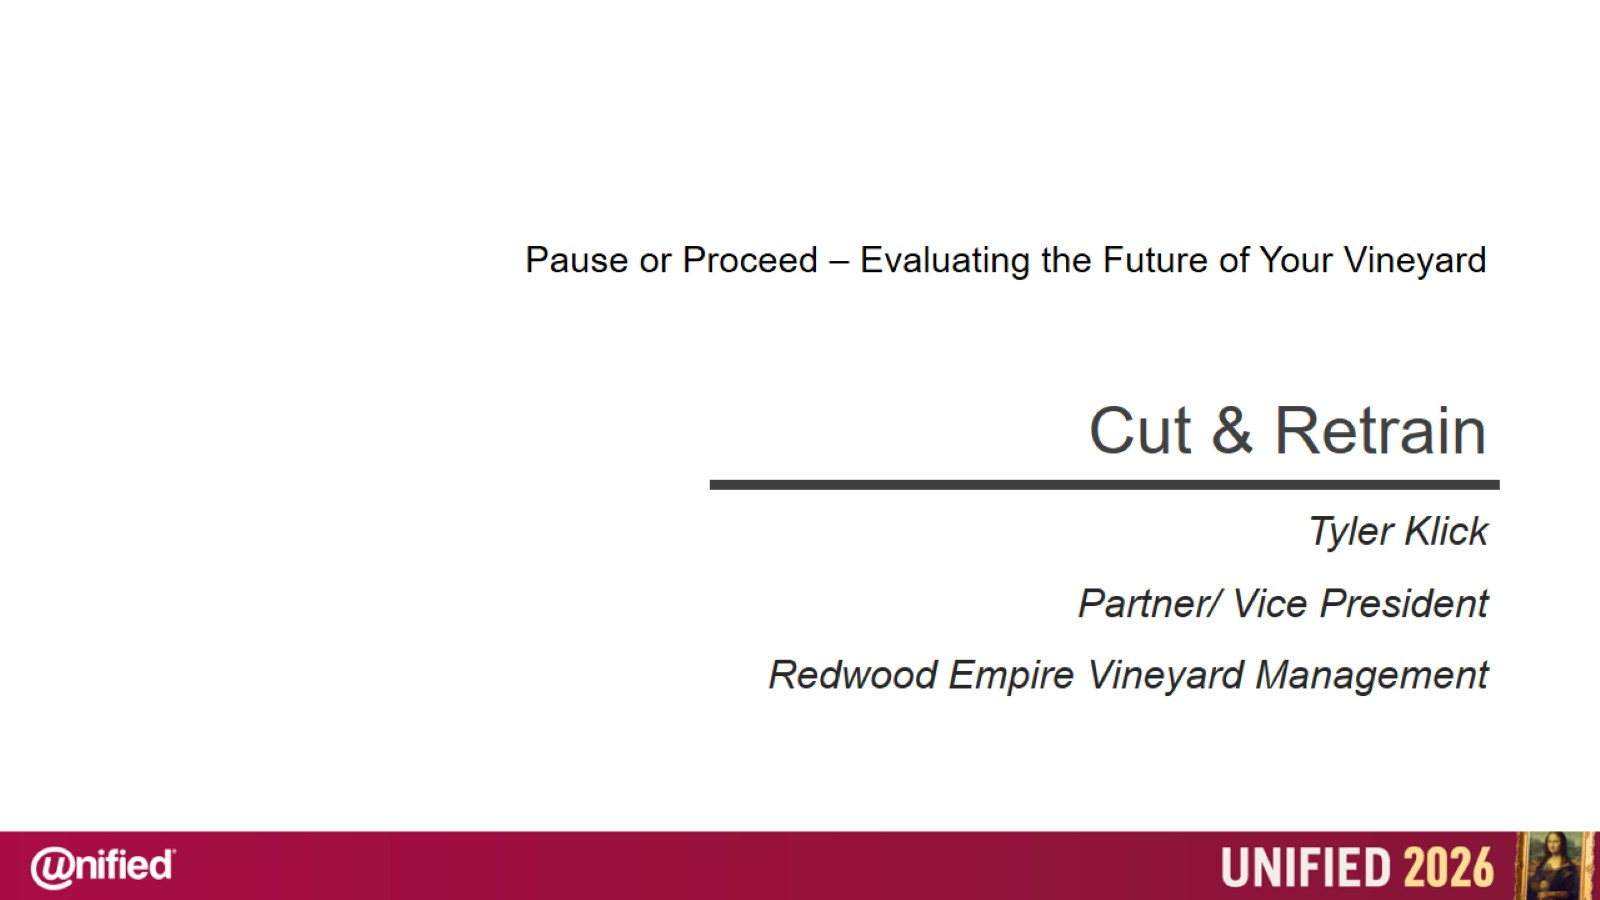 Pause or Proceed – Evaluating the Future of Your Vineyard
Cut & Retrain
Tyler Klick
Partner/ Vice President
Redwood Empire Vineyard Management
unified
UNIFIED 2026